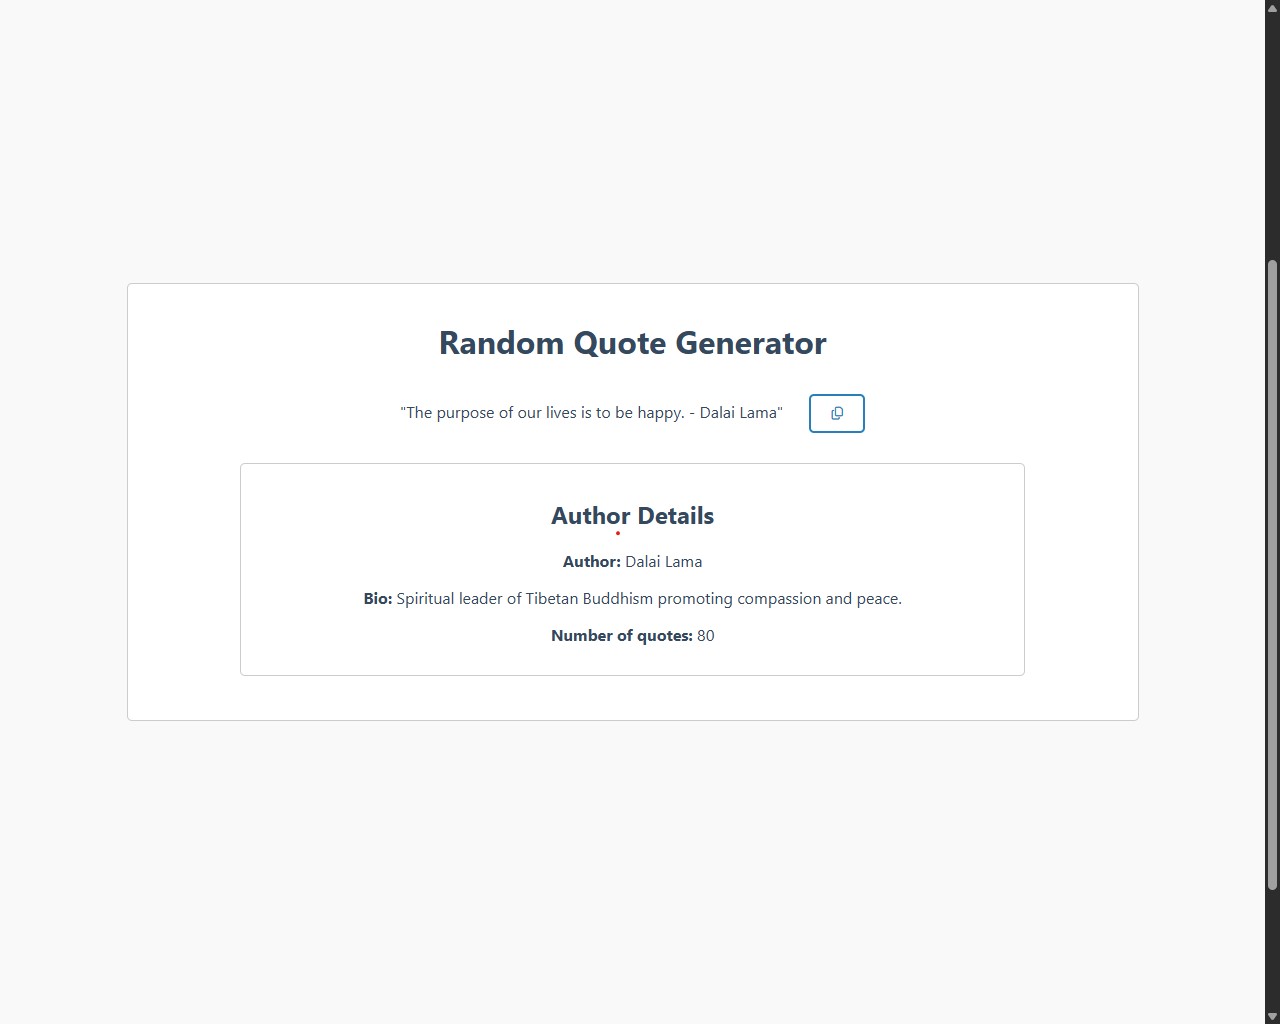 Random Quote Generator
"The purpose of our lives is to be happy. - Dalai Lama"
Author Details
Author: Dalai Lama
Bio: Spiritual leader of Tibetan Buddhism promoting compassion and peace.
Number of quotes: 80